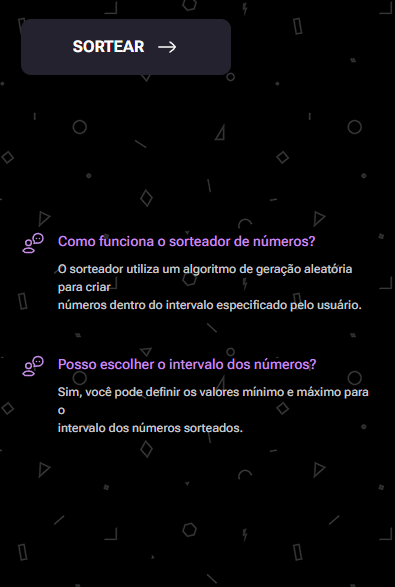 SORTEAR
Como funciona o sorteador de números?
O sorteador utiliza um algoritmo de geração aleatória
para criar
números dentro do intervalo especificado pelo usuário.
Posso escolher o intervalo dos números?
Sim, você pode definir os valores mínimo e máximo para
o
intervalo dos números sorteados.